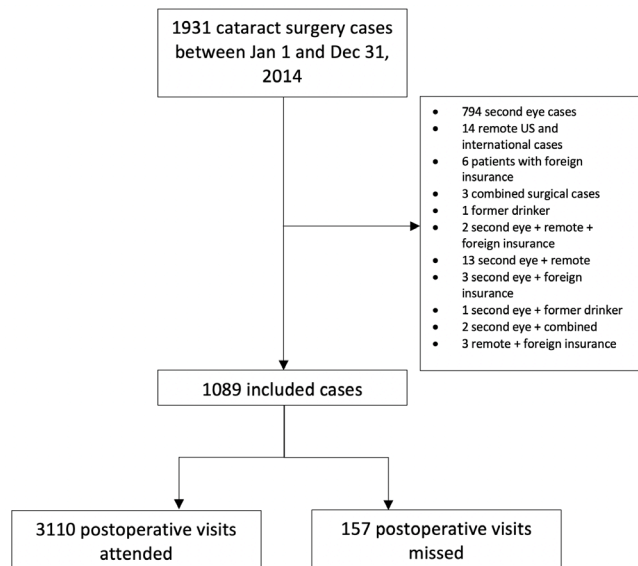 1931 cataract surgery cases
between Jan 1 and Dec 31,
2014
• 794 second eye cases
• 14 remote US and
international cases
• 6 patients with foreign
insurance
• 3 combined surgical cases
• 1 former drinker
• 2 second eye + remote +
foreign insurance
• 13 second eye + remote
• 3 second eye + foreign
insurance
• 1 second eye + former drinker
• 2 second eye + combined
• 3 remote + foreign insurance
1089 included cases
3110 postoperative visits
attended
157 postoperative visits
missed